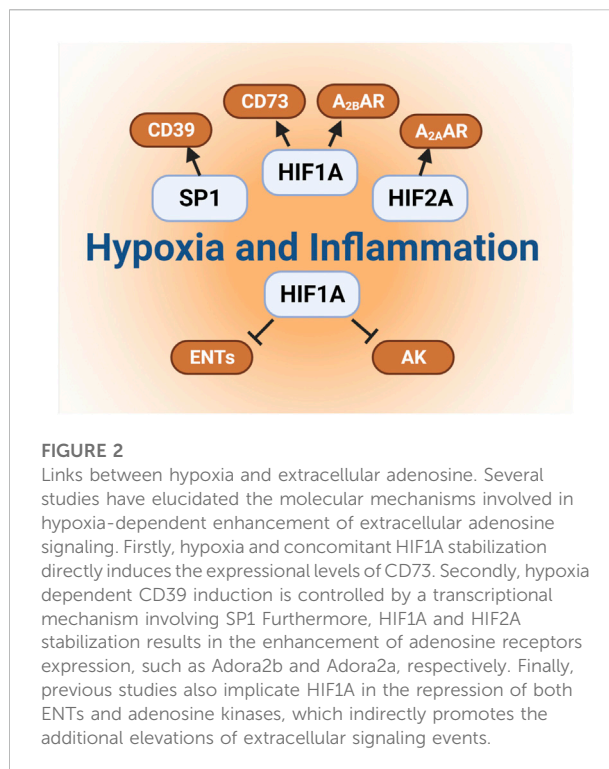 CD73 A2BAR
CD39 A2AAR
HIF1A
SP1 HIF2A
Hypoxia and Inflammation
HIF1A
ENTs AK
FIGURE 2
Links between hypoxia and extracellular adenosine. Several
studies have elucidated the molecular mechanisms involved in
hypoxia-dependent enhancement of extracellular adenosine
signaling. Firstly, hypoxia and concomitant HIF1A stabilization
directly induces the expressional levels of CD73. Secondly, hypoxia
dependent CD39 induction is controlled by a transcriptional
mechanism involving SP1 Furthermore, HIF1A and HIF2A
stabilization results in the enhancement of adenosine receptors
expression, such as Adora2b and Adora2a, respectively. Finally,
previous studies also implicate HIF1A in the repression of both
ENTs and adenosine kinases, which indirectly promotes the
additional elevations of extracellular signaling events.